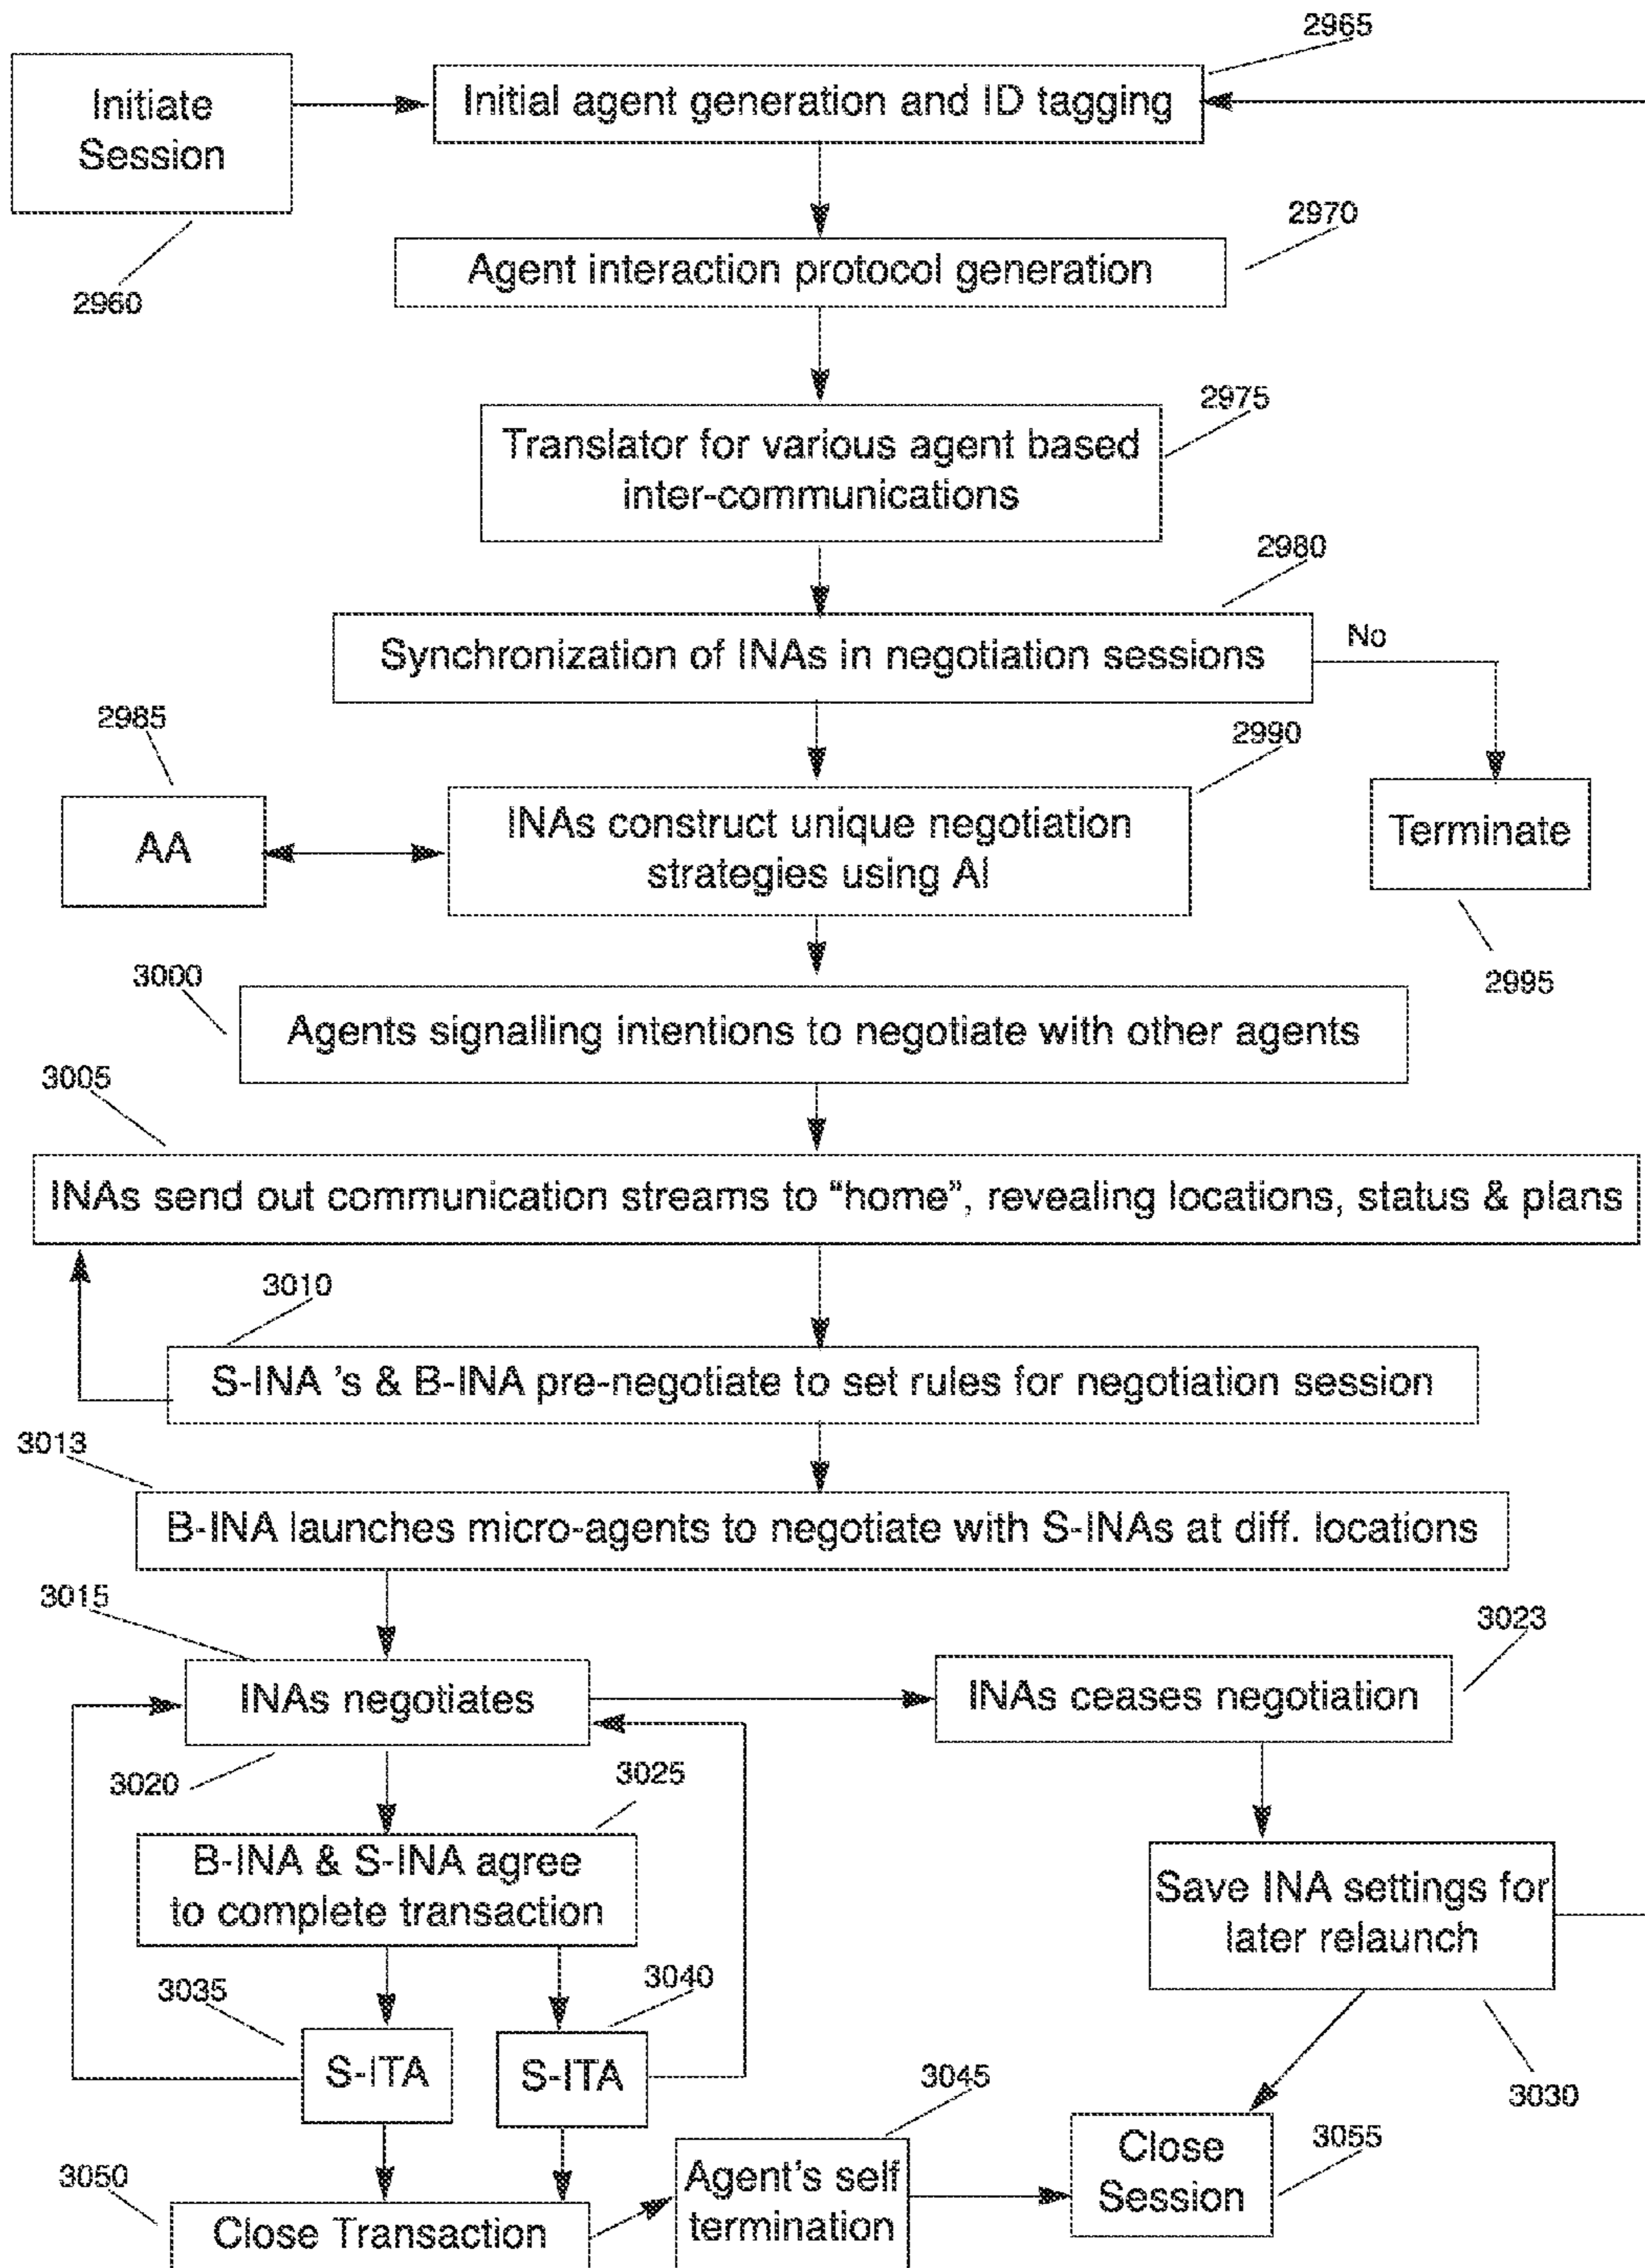 2965
Initiate
Session
Initial agent generation and ID tagging
2960
2970
Agent interaction protocol generation
2975
Translator for various agent based
inter-communications
2980
Synchronization of INAs in negotiation sessions
No
2985
2990
AA
INAs construct unique negotiation
strategies using AI
Terminate
2995
3000
Agents signalling intentions to negotiate with other agents
3005
INAs send out communication streams to “home”, revealing locations, status & plans
3010
S-INA 's & B-INA pre-negotiate to set rules for negotiation session
3013
B-INA launches micro-agents to negotiate with S-INAs at diff. locations
3015
3023
INAs negotiates
INAs ceases negotiation
3020
3025
B-INA & S-INA agree
to complete transaction
Save INA settings for
later relaunch
3035
3040
S-ITA
S-ITA
3030
3045
3050
Close Transaction
Agent's self
termination
Close
Session
3055